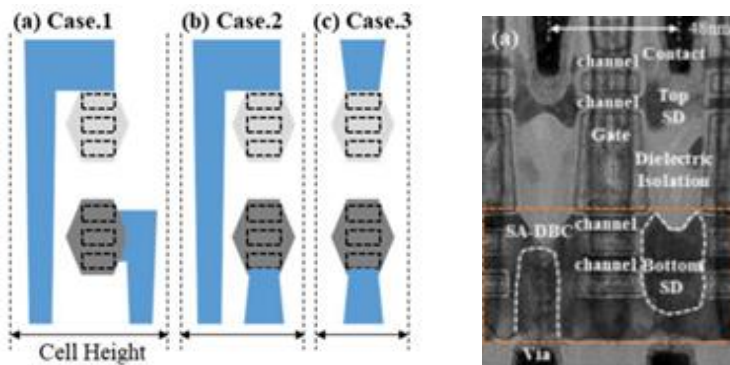 (a) Case.1
(b) Case.2
(c) Case.3
Cell Height
(a)
48nm
Contact
channel
channel
Top
SD
Gate
Dielectric
Isolation
SA-DBC
channel
channel
Bottom
SD
Via